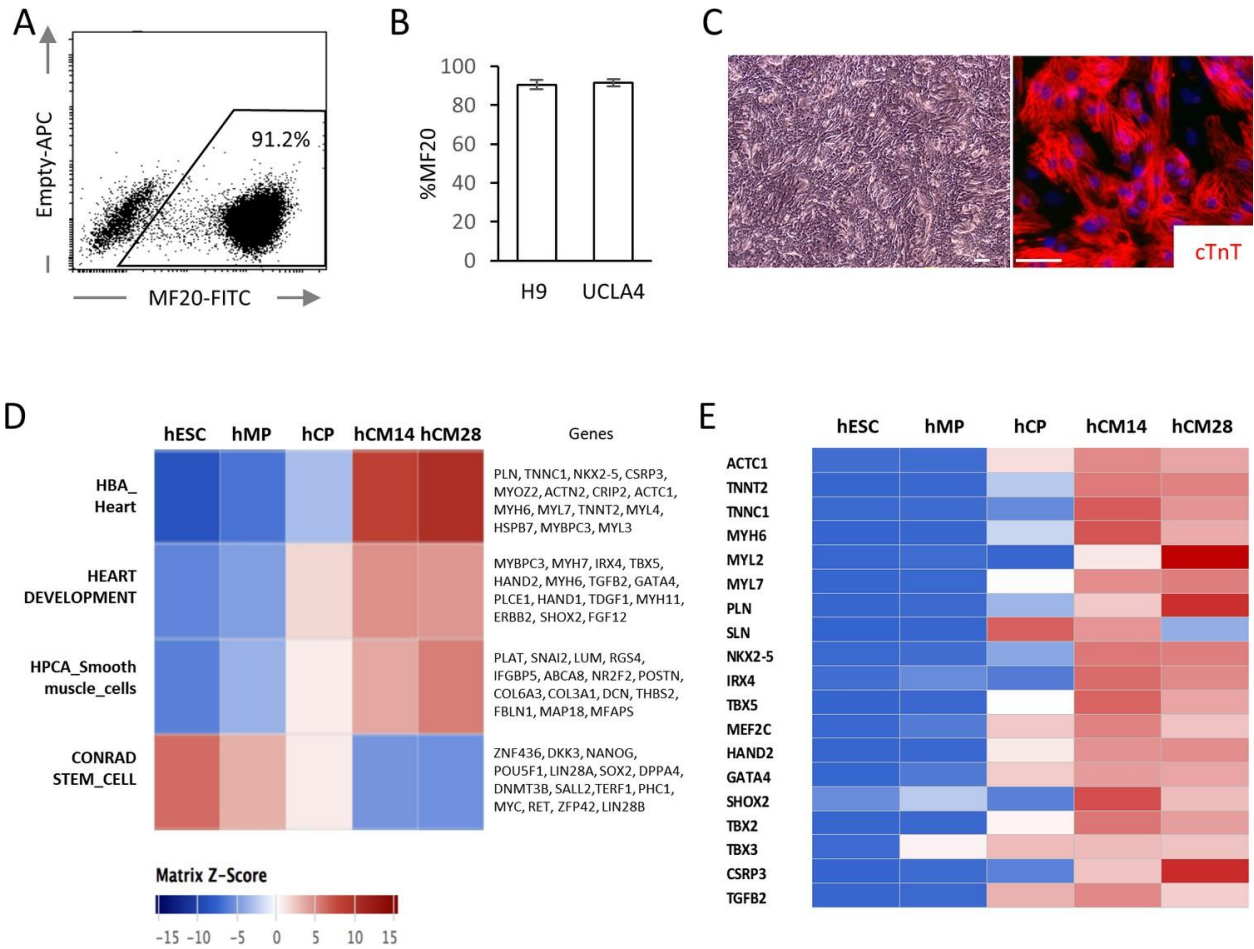 A
Empty-APC
91.2%
MF20-FITC
B
%MF20
100
80
60
40
20
0
H9 UCLA4
C
cTnT
D
hESC hMP hCP hCM14 hCM28 Genes
HBA_
Heart
PLN, TNNC1, NKX2-5, CSRP3,
MYOZ2, ACTN2, CRIP2, ACTC1,
MYH6, MYL7, TNNT2, MYL4,
HSPB7, MYBPC3, MYL3
HEART
DEVELOPMENT
MYBPC3, MYH7, IRX4, TBX5,
HAND2, MYH6, TGFB2, GATA4,
PLCE1, HAND1, TDGF1, MYH11,
ERBB2, SHOX2, FGF12
HPCA_Smooth
muscle_cells
PLAT, SNAI2, LUM, RGS4,
IFGBP5, ABCA8, NR2F2, POSTN,
COL6A3, COL3A1, DCN, THBS2,
FBLN1, MAP18, MFAPS
CONRAD
STEM_CELL
ZNF436, DKK3, NANOG,
POU5F1, LIN28A, SOX2, DPPA4,
DNMT3B, SALL2, TERF1, PHC1,
MYC, RET, ZFP42, LIN28B
Matrix Z-Score
-15 -10 -5 0 5 10 15
E
hESC hMP hCP hCM14 hCM28
ACTC1
TNNT2
TNNC1
MYH6
MYL2
MYL7
PLN
SLN
NKX2-5
IRX4
TBX5
MEF2C
HAND2
GATA4
SHOX2
TBX2
TBX3
CSRP3
TGFB2